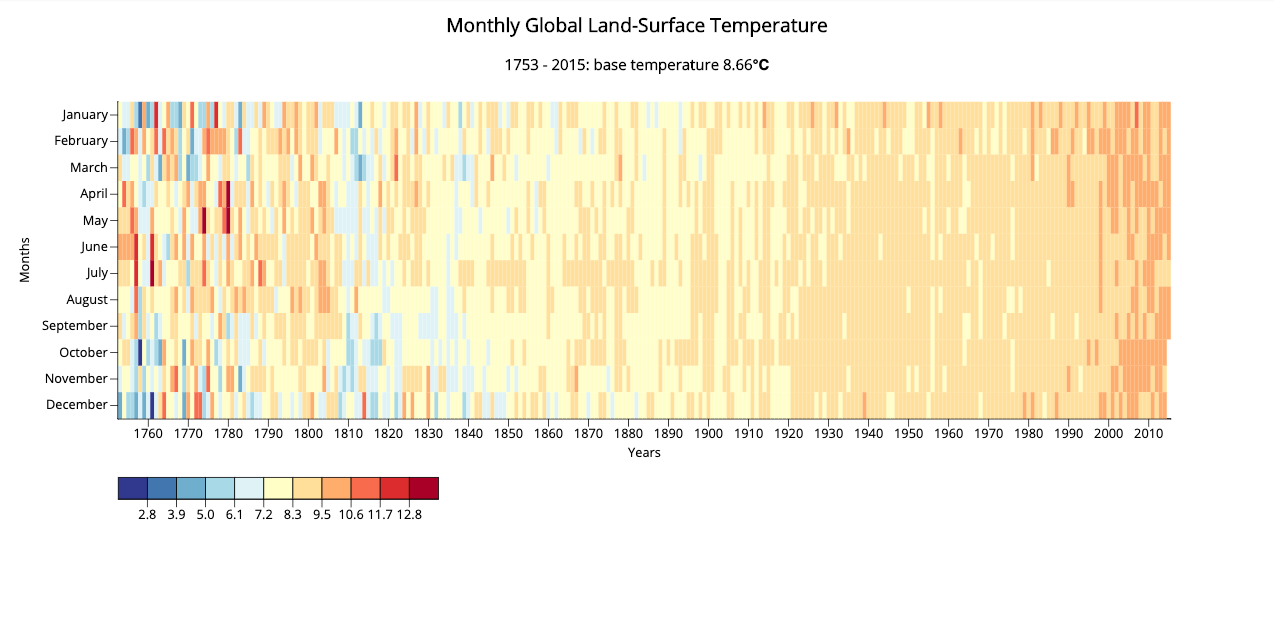 Monthly Global Land-Surface Temperature
1753 - 2015: base temperature 8.66°C
January
February
March
April
May
June
July
August
September
October
November
December
Months
1760 1770 1780 1790 1800 1810 1820 1830 1840 1850 1860 1870 1880 1890 1900 1910 1920 1930 1940 1950 1960 1970 1980 1990 2000 2010
Years
2.8 3.9 5.0 6.1 7.2 8.3 9.5 10.6 11.7 12.8